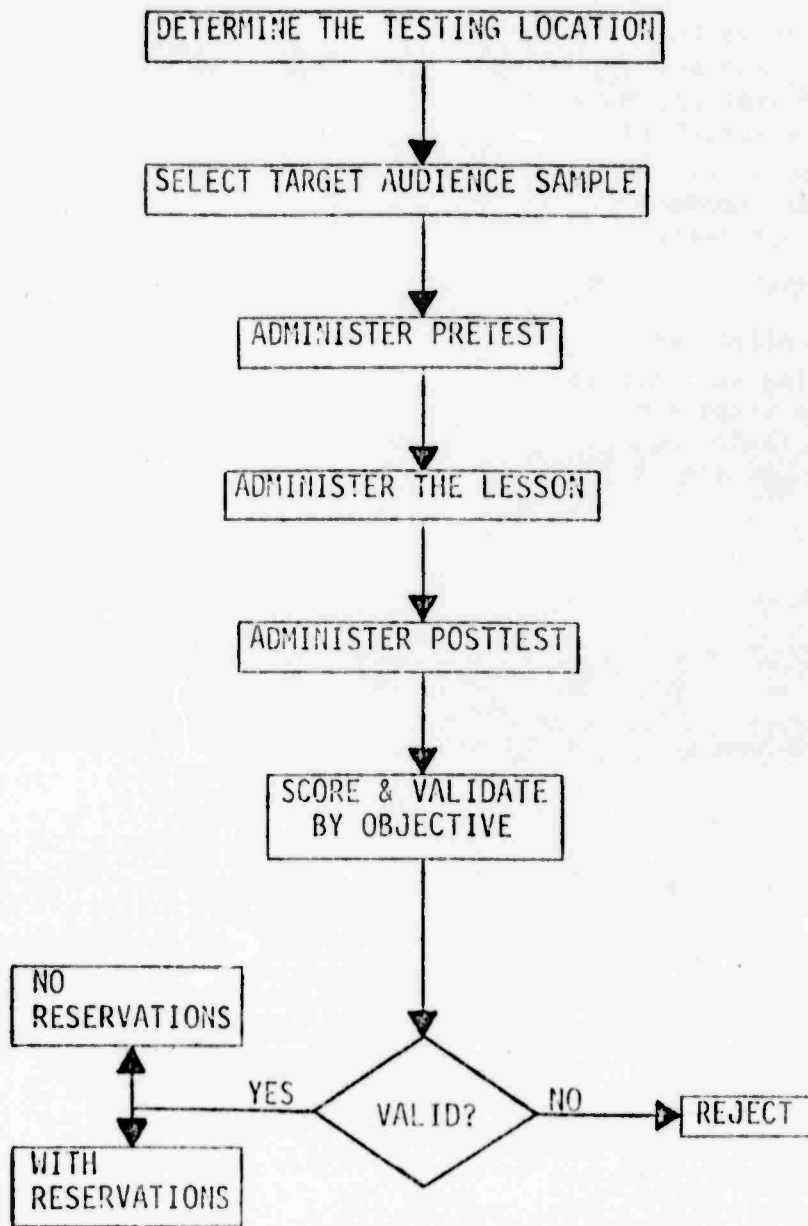 DETERMINE THE TESTING LOCATION
SELECT TARGET AUDIENCE SAMPLE
ADMINISTER PRETEST
ADMINISTER THE LESSON
ADMINISTER POSTTEST
SCORE & VALIDATE
BY OBJECTIVE
NO
RESERVATIONS
YES
VALID?
NO
REJECT
WITH
RESERVATIONS